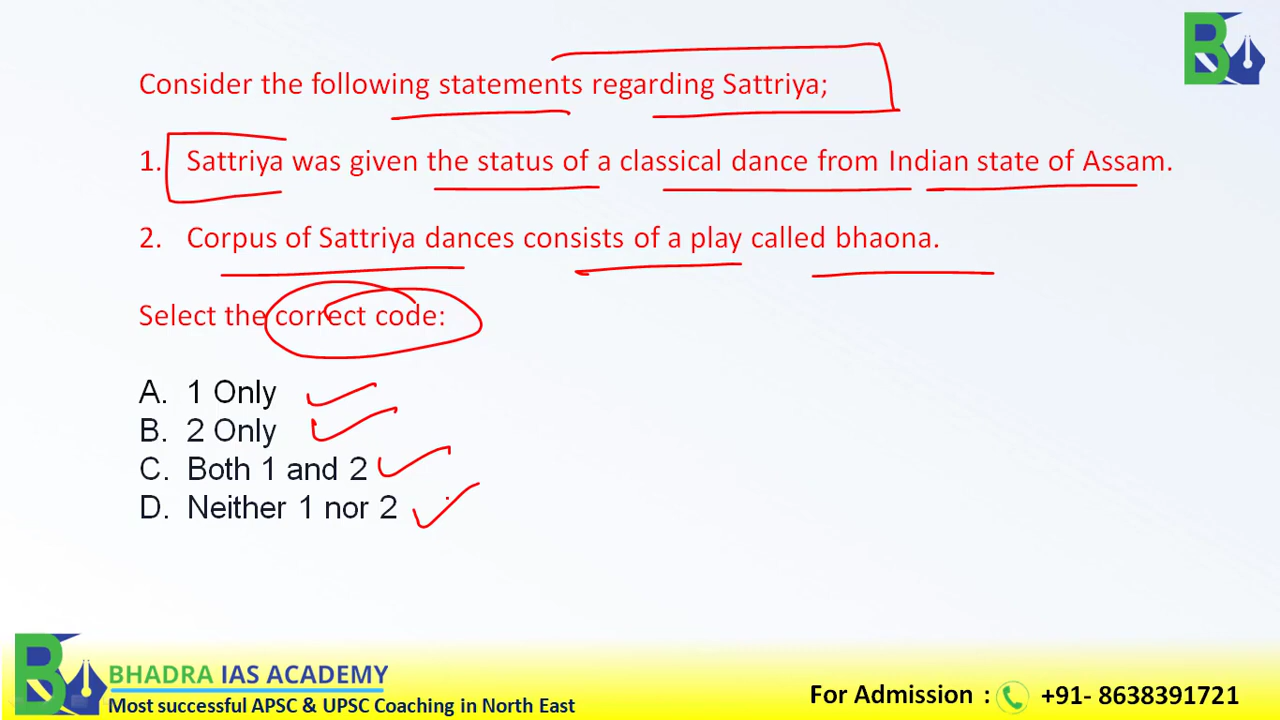 Consider the following statements regarding Sattriya;
1. Sattriya was given the status of a classical dance from Indian state of Assam.
2. Corpus of Sattriya dances consists of a play called bhaona.
Select the correct code:
A. 1 Only
B. 2 Only
C. Both 1 and 2
D. Neither 1 nor 2
BHADRA IAS ACADEMY
Most successful APSC & UPSC Coaching in North East
For Admission : +91- 8638391721